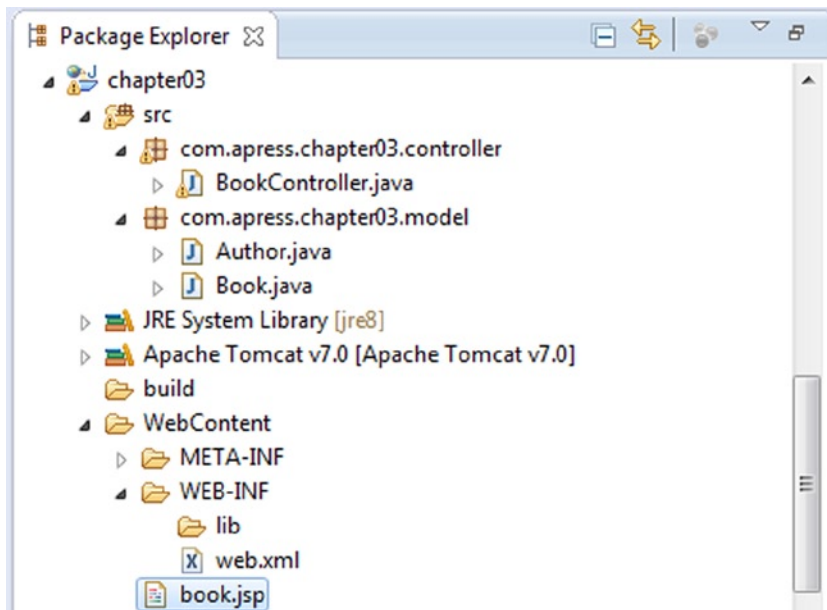 Package Explorer
chapter03
src
com.apress.chapter03.controller
BookController.java
com.apress.chapter03.model
Author.java
Book.java
JRE System Library [jre8]
Apache Tomcat v7.0 [Apache Tomcat v7.0]
build
WebContent
META-INF
WEB-INF
lib
web.xml
book.jsp